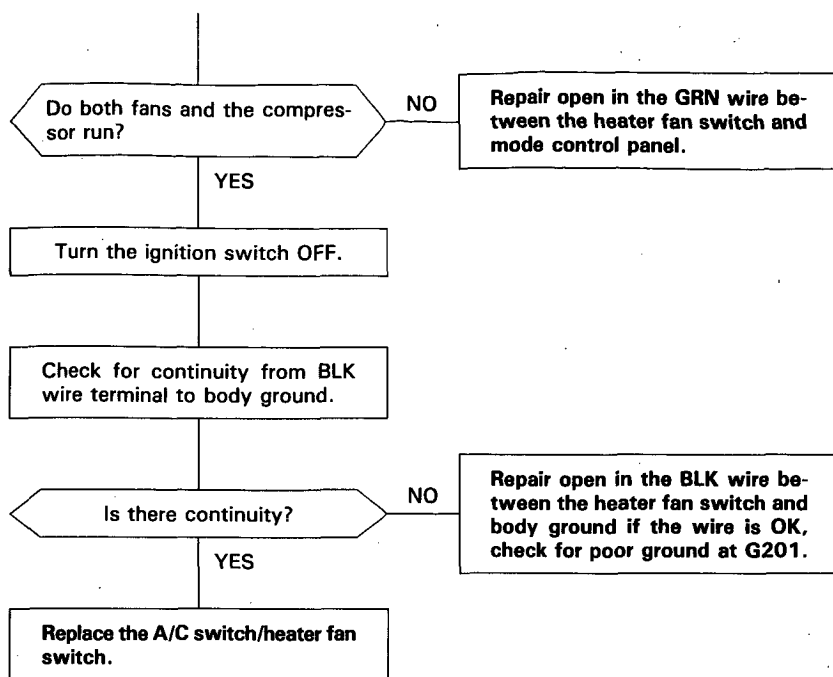 Do both fans and the compres-
sor run?
NO
Repair open in the GRN wire be-
tween the heater fan switch and
mode control panel.
YES
Turn the ignition switch OFF.
Check for continuity from BLK
wire terminal to body ground.
Is there continuity?
NO
Repair open in the BLK wire be-
tween the heater fan switch and
body ground if the wire is OK,
check for poor ground at G201.
YES
Replace the A/C switch/heater fan
switch.